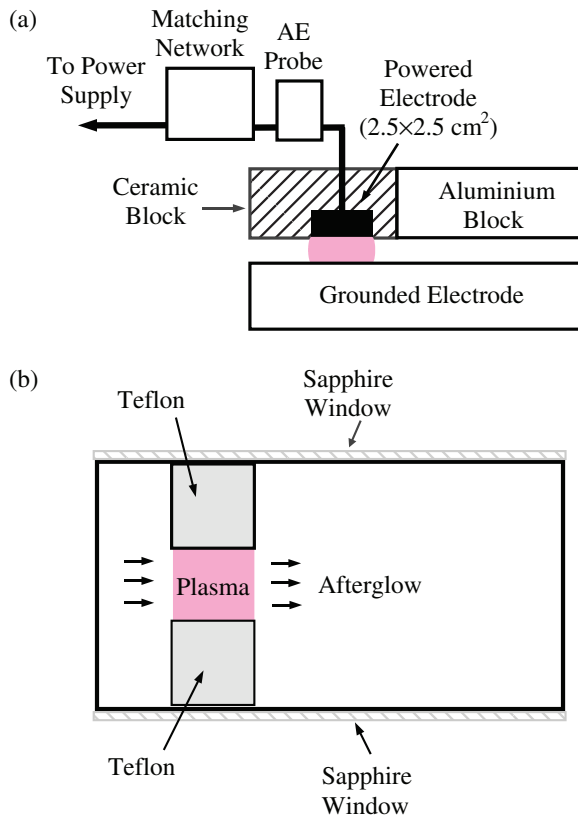 (a)
Matching
Network
AE
Probe
To Power
Supply
Powered
Electrode
(2.5×2.5 cm²)
Ceramic
Block
Aluminium
Block
Grounded Electrode
(b)
Sapphire
Window
Teflon
Plasma
Afterglow
Teflon
Sapphire
Window